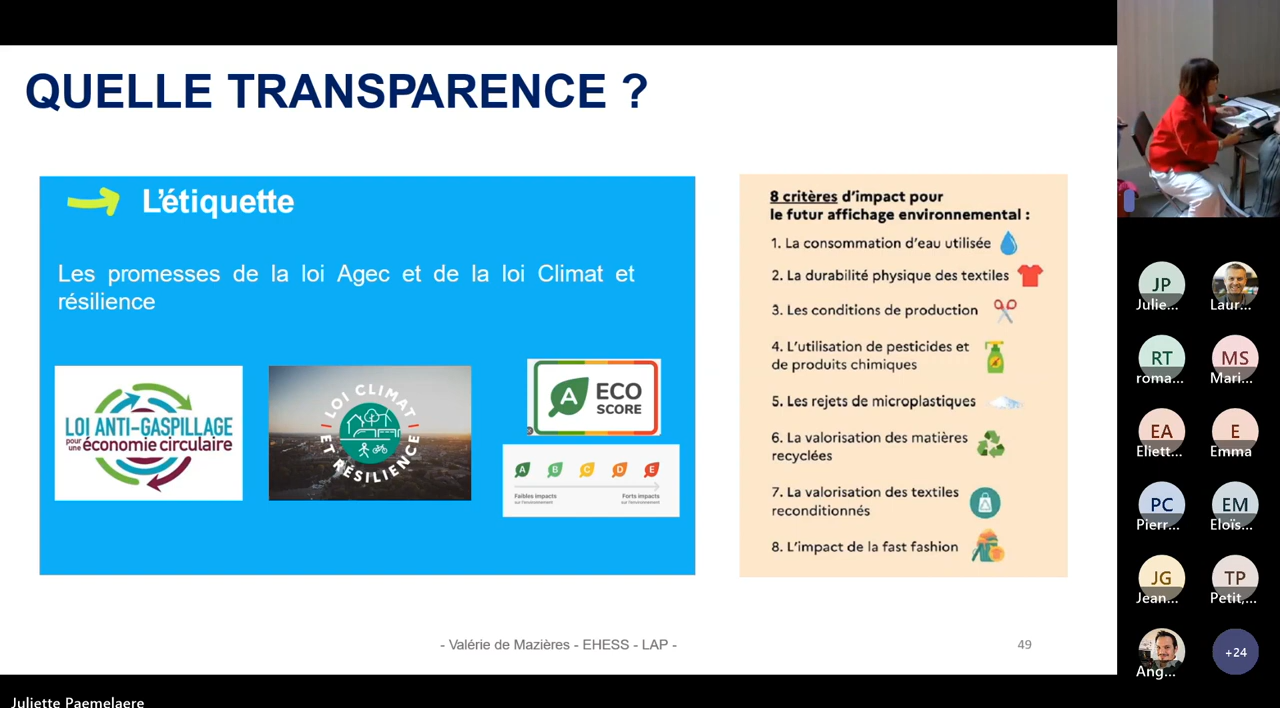 QUELLE TRANSPARENCE ?
L'étiquette
Les promesses de la loi Agec et de la loi Climat et
résilience
LOI ANTI-GASPILLAGE
pour une économie circulaire
LOI CLIMAT
ET RÉSILIENCE
A ECO
SCORE
A B C D E
Faibles impacts
sur l'environnement
Forts impacts
sur l'environnement
8 critères d'impact pour
le futur affichage environnemental :
1. La consommation d'eau utilisée
2. La durabilité physique des textiles
3. Les conditions de production
4. L'utilisation de pesticides et
de produits chimiques
5. Les rejets de microplastiques
6. La valorisation des matières
recyclées
7. La valorisation des textiles
reconditionnés
8. L'impact de la fast fashion
- Valérie de Mazières - EHESS - LAP -
49
JP
Julie...
Laur...
RT
roma...
MS
Mari...
EA
Eliett...
E
Emma
PC
Pierr...
EM
Eloïs...
JG
Jean...
TP
Petit,...
Ang...
+24
Juliette Paemelaere